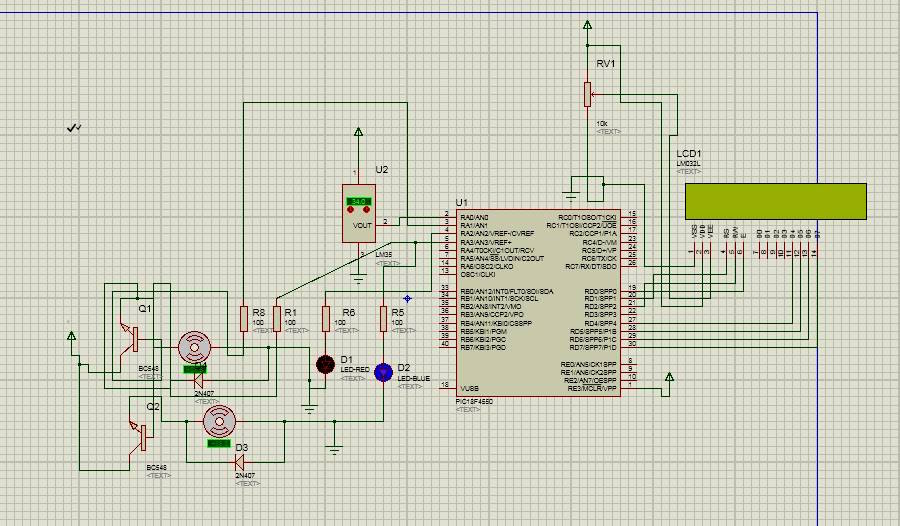 RV1
10k
<TEXT>
LCD1
LM032L
<TEXT>
U2
34.0
1
VOUT
2
3
LM35
<TEXT>
U1
2 RA0/AN0
3 RA1/AN1
4 RA2/AN2/VREF-/CVREF
5 RA3/AN3/VREF+
6 RA4/T0CKI/C1OUT/RCV
7 RA5/AN4/SS/LVDIN/C2OUT
14 RA6/OSC2/CLKO
13 OSC1/CLKI
33 RB0/AN12/INT0/FLT0/SDI/SDA
34 RB1/AN10/INT1/SCK/SCL
35 RB2/AN8/INT2/VMO
36 RB3/AN9/CCP2/VPO
37 RB4/AN11/KBI0/CSSPP
38 RB5/KBI1/PGM
39 RB6/KBI2/PGC
40 RB7/KBI3/PGD
18 VUSB
RC0/T1OSO/T1CKI 15
RC1/T1OSI/CCP2/UOE 16
RC2/CCP1/P1A 17
RC4/D-/VM 23
RC5/D+/VP 24
RC6/TX/CK 25
RC7/RX/DT/SDO 26
RD0/SPP0 19
RD1/SPP1 20
RD2/SPP2 21
RD3/SPP3 22
RD4/SPP4 27
RD5/SPP5/P1B 28
RD6/SPP6/P1C 29
RD7/SPP7/P1D 30
RE0/AN5/CK1SPP 8
RE1/AN6/CK2SPP 9
RE2/AN7/OESPP 10
RE3/MCLR/VPP 1
PIC18F4550
<TEXT>
VSS VDD VEE
RS RW E
D0 D1 D2 D3 D4 D5 D6 D7
1 2 3
4 5 6
7 8 9 10 11 12 13 14
R8
100
R1
100
<TEXT>
R6
100
<TEXT>
R5
100
<TEXT>
D1
LED-RED
<TEXT>
D2
LED-BLUE
<TEXT>
Q1
BC548
<TEXT>
2N407
<TEXT>
Q2
BC548
<TEXT>
D3
2N407
<TEXT>